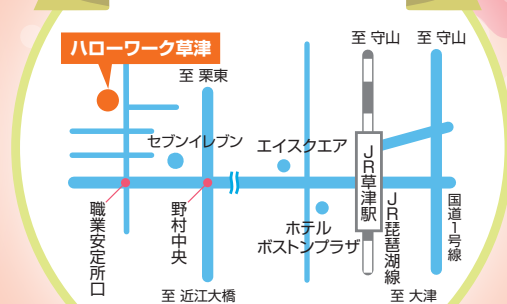 ハローワーク草津
至 栗東
至 守山
至 守山
セブンイレブン
エイスクエア
JR草津駅
職業安定所口
野村中央
ホテル
ボストンプラザ
JR琵琶湖線
国道1号線
至 近江大橋
至 大津